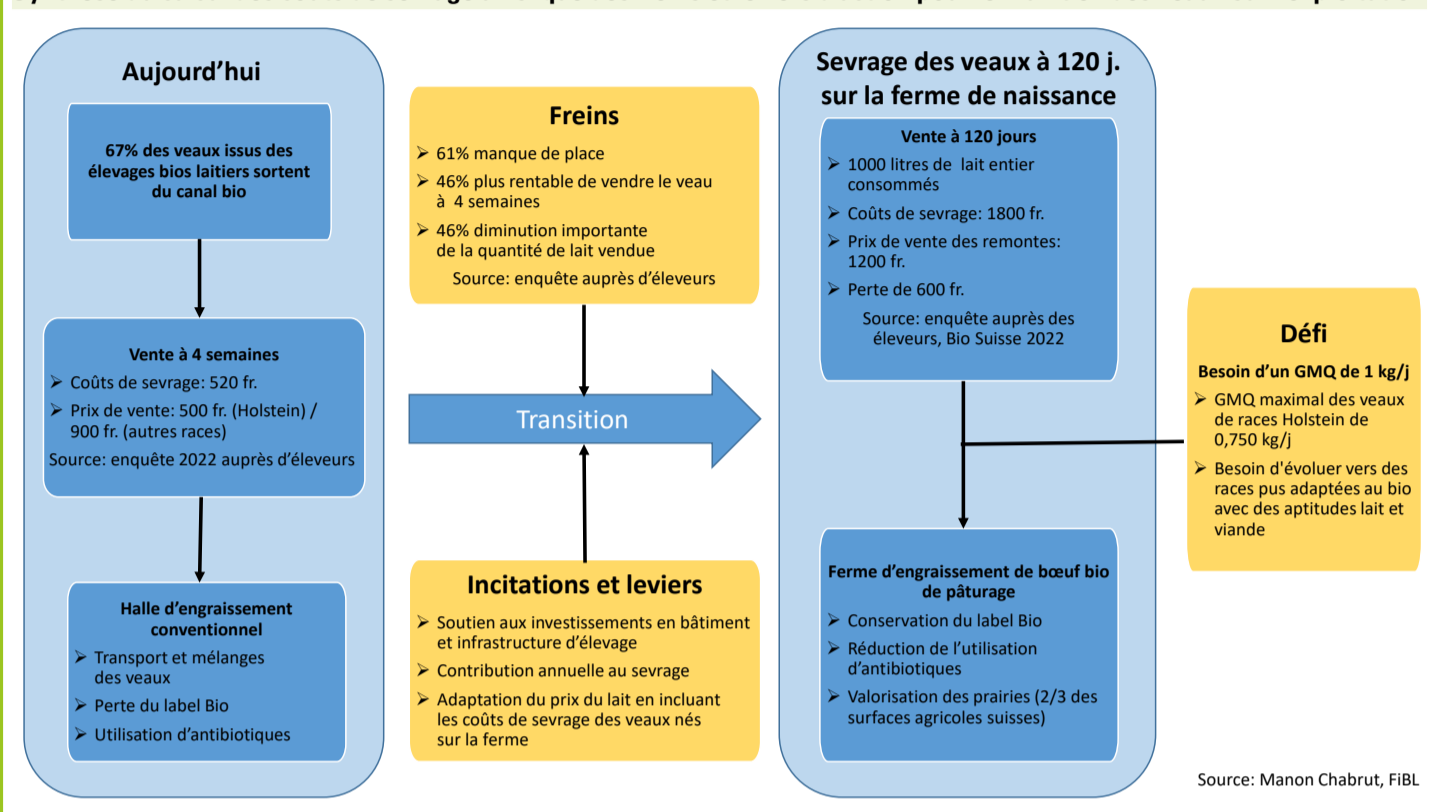 Aujourd’hui
67% des veaux issus des
élevages bios laitiers sortent
du canal bio
Vente à 4 semaines
➢ Coûts de sevrage: 520 fr.
➢ Prix de vente: 500 fr. (Holstein) /
900 fr. (autres races)
Source: enquête 2022 auprès d’éleveurs
Halle d’engraissement
conventionnel
➢ Transport et mélanges
des veaux
➢ Perte du label Bio
➢ Utilisation d’antibiotiques
Freins
➢ 61% manque de place
➢ 46% plus rentable de vendre le veau
à 4 semaines
➢ 46% diminution importante
de la quantité de lait vendue
Source: enquête auprès d’éleveurs
Transition
Incitations et leviers
➢ Soutien aux investissements en bâtiment
et infrastructure d’élevage
➢ Contribution annuelle au sevrage
➢ Adaptation du prix du lait en incluant
les coûts de sevrage des veaux nés
sur la ferme
Sevrage des veaux à 120 j.
sur la ferme de naissance
Vente à 120 jours
➢ 1000 litres de lait entier
consommés
➢ Coûts de sevrage: 1800 fr.
➢ Prix de vente des remontes:
1200 fr.
➢ Perte de 600 fr.
Source: enquête auprès des
éleveurs, Bio Suisse 2022
Ferme d’engraissement de bœuf bio
de pâturage
➢ Conservation du label Bio
➢ Réduction de l’utilisation
d’antibiotiques
➢ Valorisation des prairies (2/3 des
surfaces agricoles suisses)
Défi
Besoin d’un GMQ de 1 kg/j
➢ GMQ maximal des veaux
de races Holstein de
0,750 kg/j
➢ Besoin d'évoluer vers des
races pus adaptées au bio
avec des aptitudes lait et
viande
Source: Manon Chabrut, FiBL